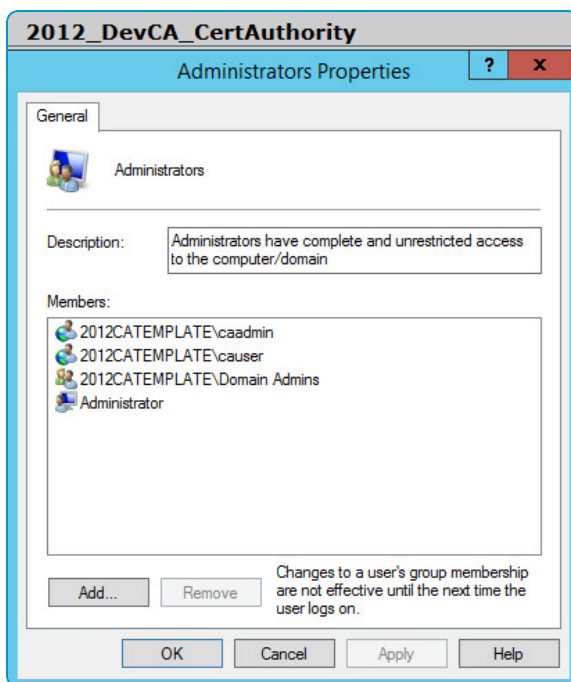 2012_DevCA_CertAuthority
Administrators Properties
?
x
General
Administrators
Description:
Administrators have complete and unrestricted access
to the computer/domain
Members:
2012CATEMPLATE\caadmin
2012CATEMPLATE\causer
2012CATEMPLATE\Domain Admins
Administrator
Add...
Remove
Changes to a user's group membership
are not effective until the next time the
user logs on.
OK
Cancel
Apply
Help